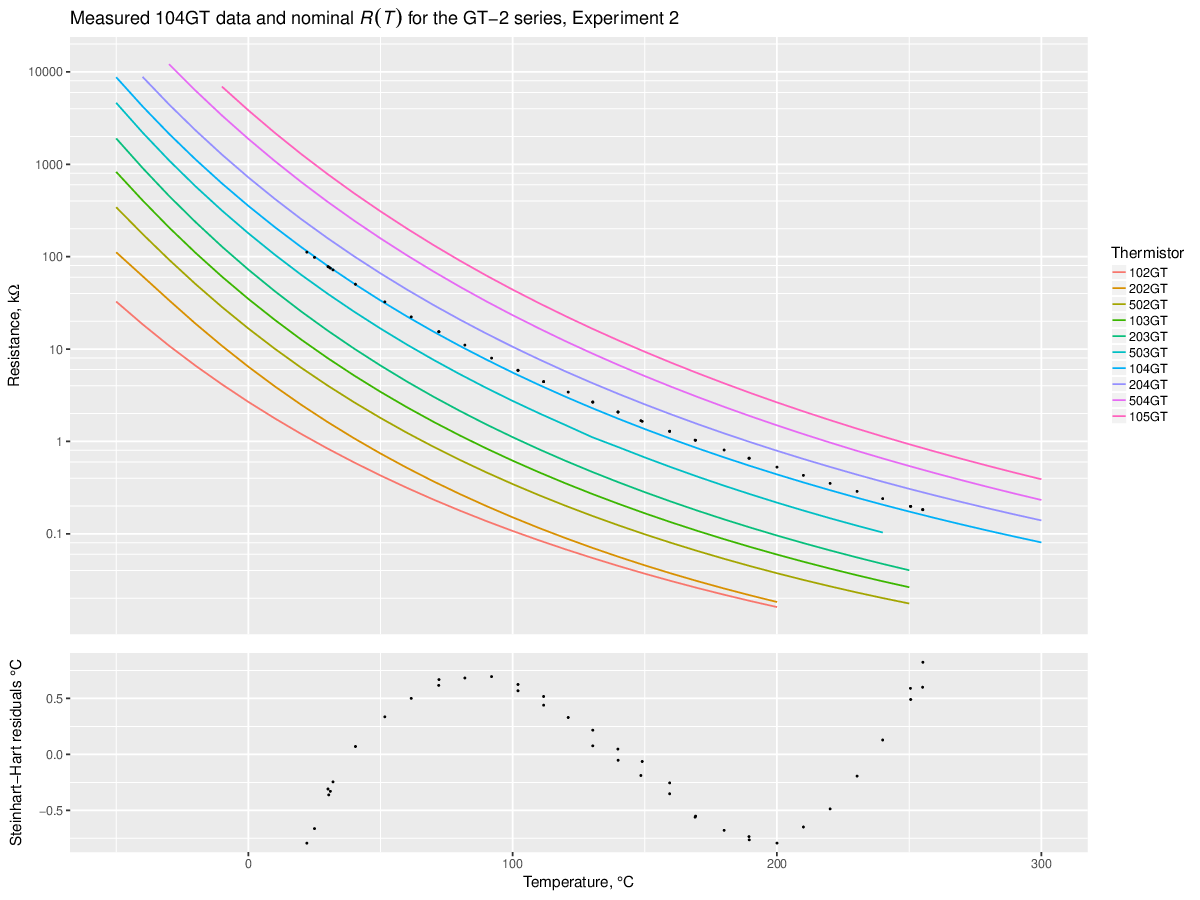 Measured 104GT data and nominal R(T) for the GT−2 series, Experiment 2
Resistance, kΩ
10000
1000
100
10
1
0.1
Thermistor
102GT
202GT
502GT
103GT
203GT
503GT
104GT
204GT
504GT
105GT
Steinhart−Hart residuals °C
0.5
0.0
−0.5
0
100
200
300
Temperature, °C